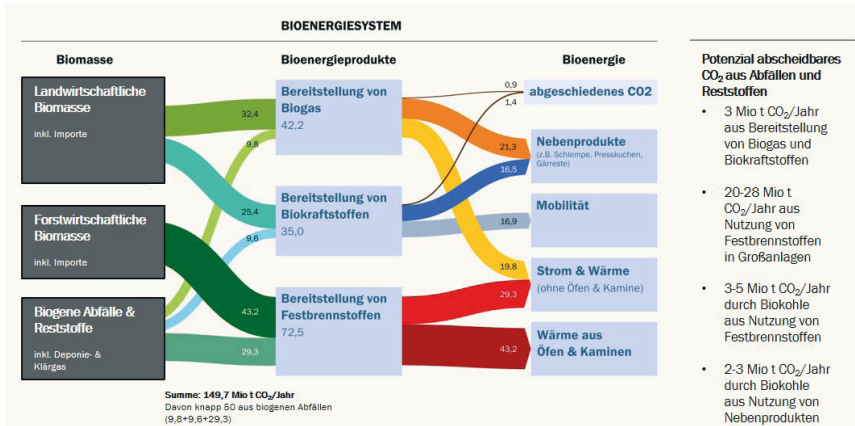 BIOENERGIESYSTEM
Biomasse
Bioenergieprodukte
Bioenergie
Landwirtschaftliche
Biomasse
inkl. Importe
Forstwirtschaftliche
Biomasse
inkl. Importe
Biogene Abfälle &
Reststoffe
inkl. Deponie- &
Klärgas
32,4
9,8
25,4
9,6
43,2
29,3
Bereitstellung von
Biogas
42,2
Bereitstellung von
Biokraftstoffen
35,0
Bereitstellung von
Festbrennstoffen
72,5
0,9
1,4
21,3
16,5
16,9
19,8
29,3
43,2
abgeschiedenes CO2
Nebenprodukte
(z.B. Schlempe, Presskuchen,
Gärreste)
Mobilität
Strom & Wärme
(ohne Öfen & Kamine)
Wärme aus
Öfen & Kaminen
Summe: 149,7 Mio t CO₂/Jahr
Davon knapp 50 aus biogenen Abfällen
(9,8+9,6+29,3)
Potenzial abscheidbares
CO₂ aus Abfällen und
Reststoffen
• 3 Mio t CO₂/Jahr
aus Bereitstellung
von Biogas und
Biokraftstoffen
• 20-28 Mio t
CO₂/Jahr aus
Nutzung von
Festbrennstoffen
in Großanlagen
• 3-5 Mio t CO₂/Jahr
durch Biokohle
aus Nutzung von
Festbrennstoffen
• 2-3 Mio t CO₂/Jahr
durch Biokohle
aus Nutzung von
Nebenprodukten